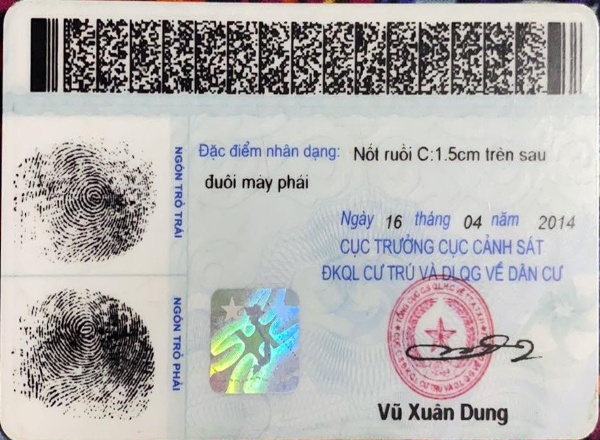 NGÓN TRỎ TRÁI
NGÓN TRỎ PHẢI
Đặc điểm nhân dạng: Nốt ruồi C:1.5cm trên sau
đuôi mày phải
Ngày 16 tháng 04 năm 2014
CỤC TRƯỞNG CỤC CẢNH SÁT
ĐKQL CƯ TRÚ VÀ DLQG VỀ DÂN CƯ
Vũ Xuân Dung